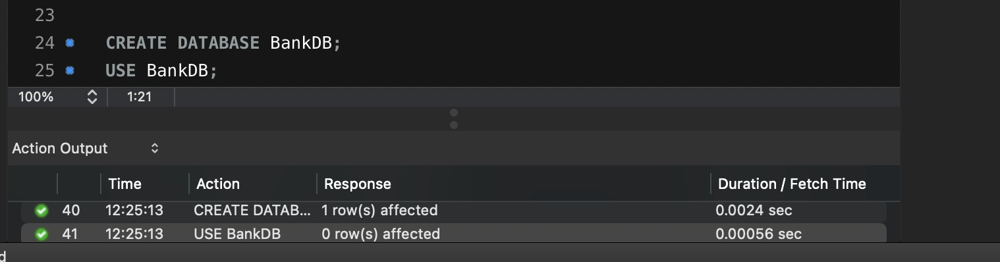 23
24 CREATE DATABASE BankDB;
25 USE BankDB;
100% 1:21
Action Output
Time Action Response Duration / Fetch Time
40 12:25:13 CREATE DATAB... 1 row(s) affected 0.0024 sec
41 12:25:13 USE BankDB 0 row(s) affected 0.00056 sec
d